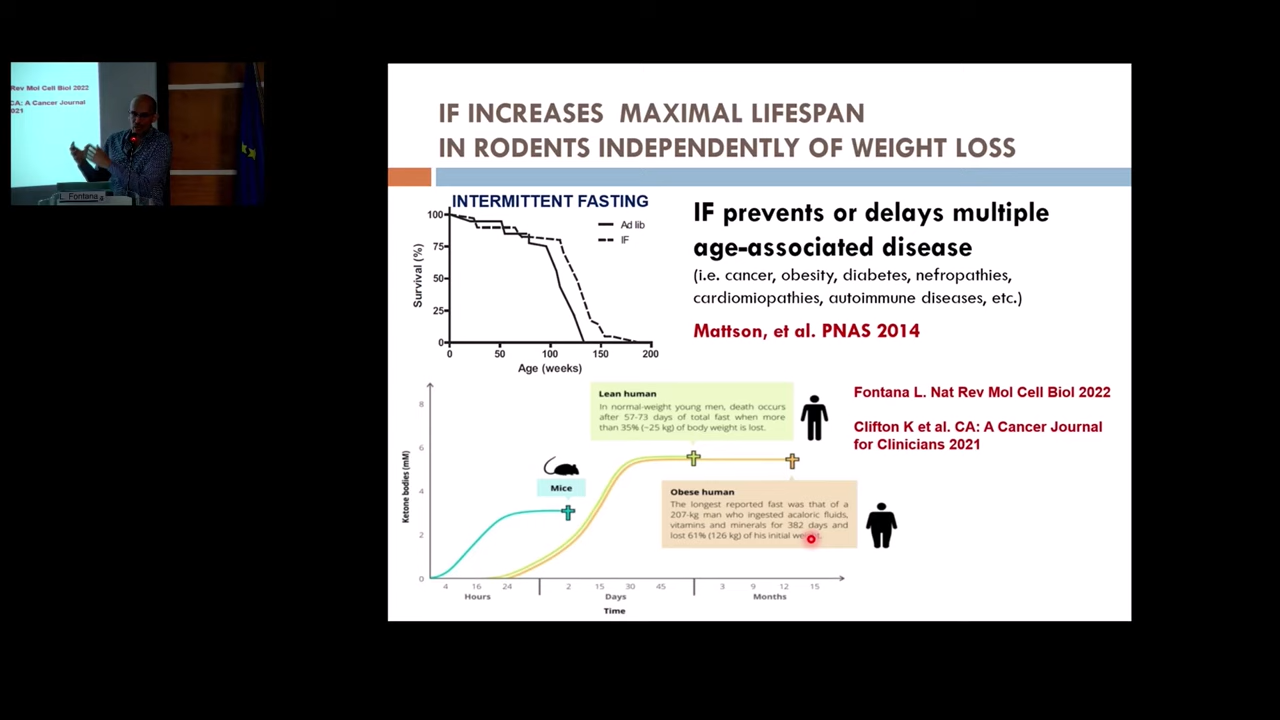 Rev Mol Cell Biol 2022
CA: A Cancer Journal
021
L. Fontana
IF INCREASES MAXIMAL LIFESPAN
IN RODENTS INDEPENDENTLY OF WEIGHT LOSS
INTERMITTENT FASTING
Ad lib
IF
Survival (%)
100
75
50
25
0
0 50 100 150 200
Age (weeks)
IF prevents or delays multiple
age-associated disease
(i.e. cancer, obesity, diabetes, nefropathies,
cardiomiopathies, autoimmune diseases, etc.)
Mattson, et al. PNAS 2014
Fontana L. Nat Rev Mol Cell Biol 2022
Clifton K et al. CA: A Cancer Journal
for Clinicians 2021
Lean human
In normal-weight young men, death occurs
after 57-73 days of total fast when more
than 35% (~25 kg) of body weight is lost.
Mice
Obese human
The longest reported fast was that of a
207-kg man who ingested acaloric fluids,
vitamins and minerals for 382 days and
lost 61% (126 kg) of his initial
Ketone bodies (mM)
8
6
4
2
0
4 16 24 2 15 30 45 3 9 12 15
Hours Days Months
Time